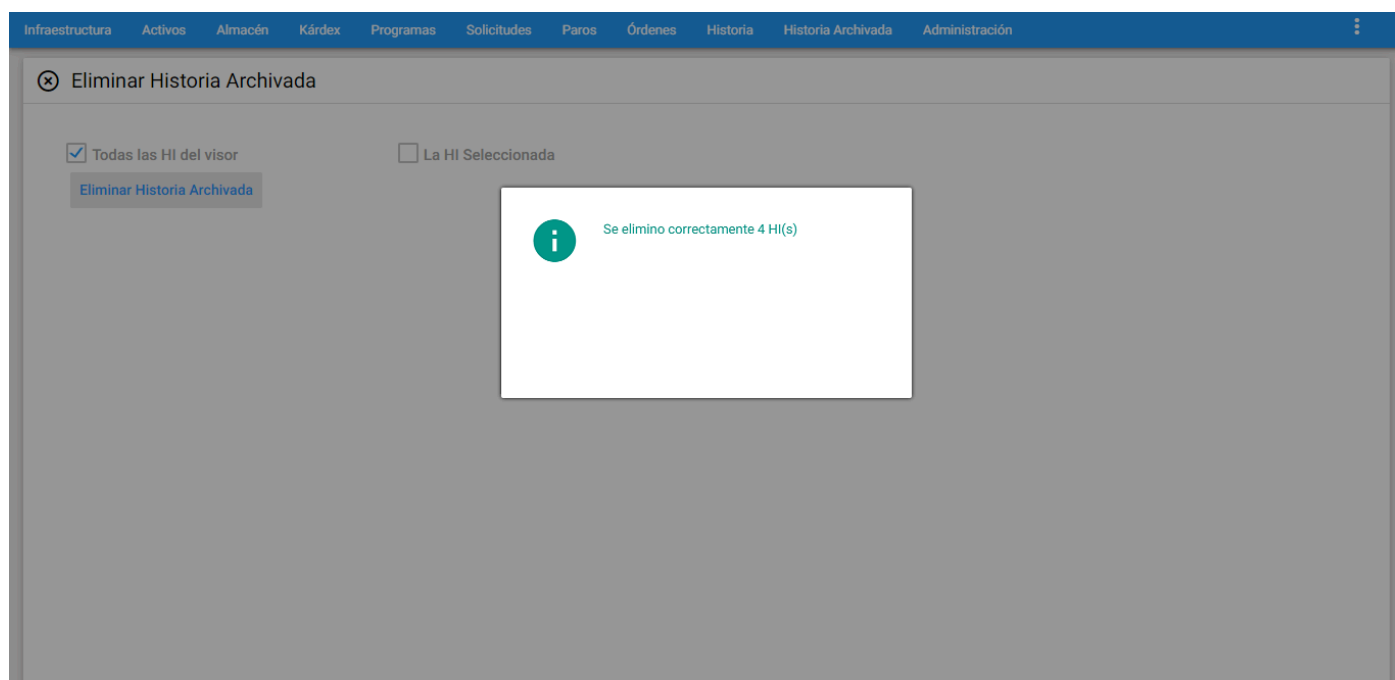 Infraestructura Activos Almacén Kárdex Programas Solicitudes Paros Órdenes Historia Historia Archivada Administración
Eliminar Historia Archivada
Todas las HI del visor La HI Seleccionada
Eliminar Historia Archivada
Se elimino correctamente 4 HI(s)